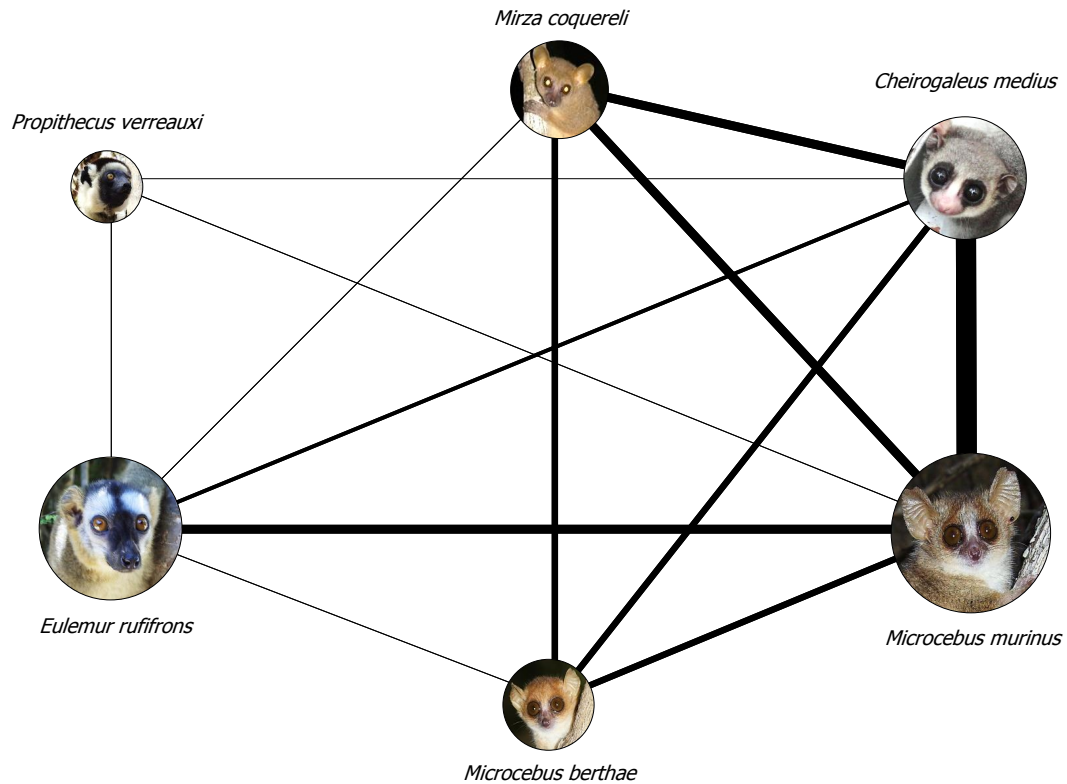 Mirza coquereli
Cheirogaleus medius
Propithecus verreauxi
Eulemur rufifrons
Microcebus murinus
Microcebus berthae